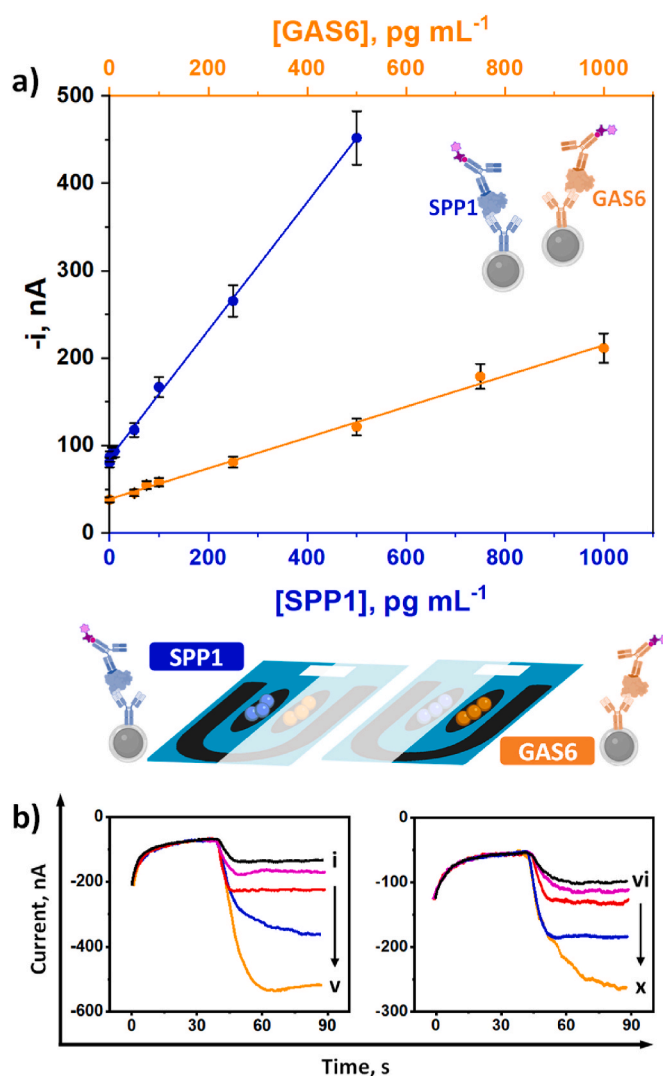 [GAS6], pg mL-1
0 200 400 600 800 1000
a)
500
400
300
200
100
0
-i, nA
SPP1
GAS6
0 200 400 600 800 1000
[SPP1], pg mL-1
SPP1
GAS6
b)
Current, nA
0
-200
-400
-600
i
v
0 30 60 90
0
-100
-200
-300
vi
x
0 30 60 90
Time, s